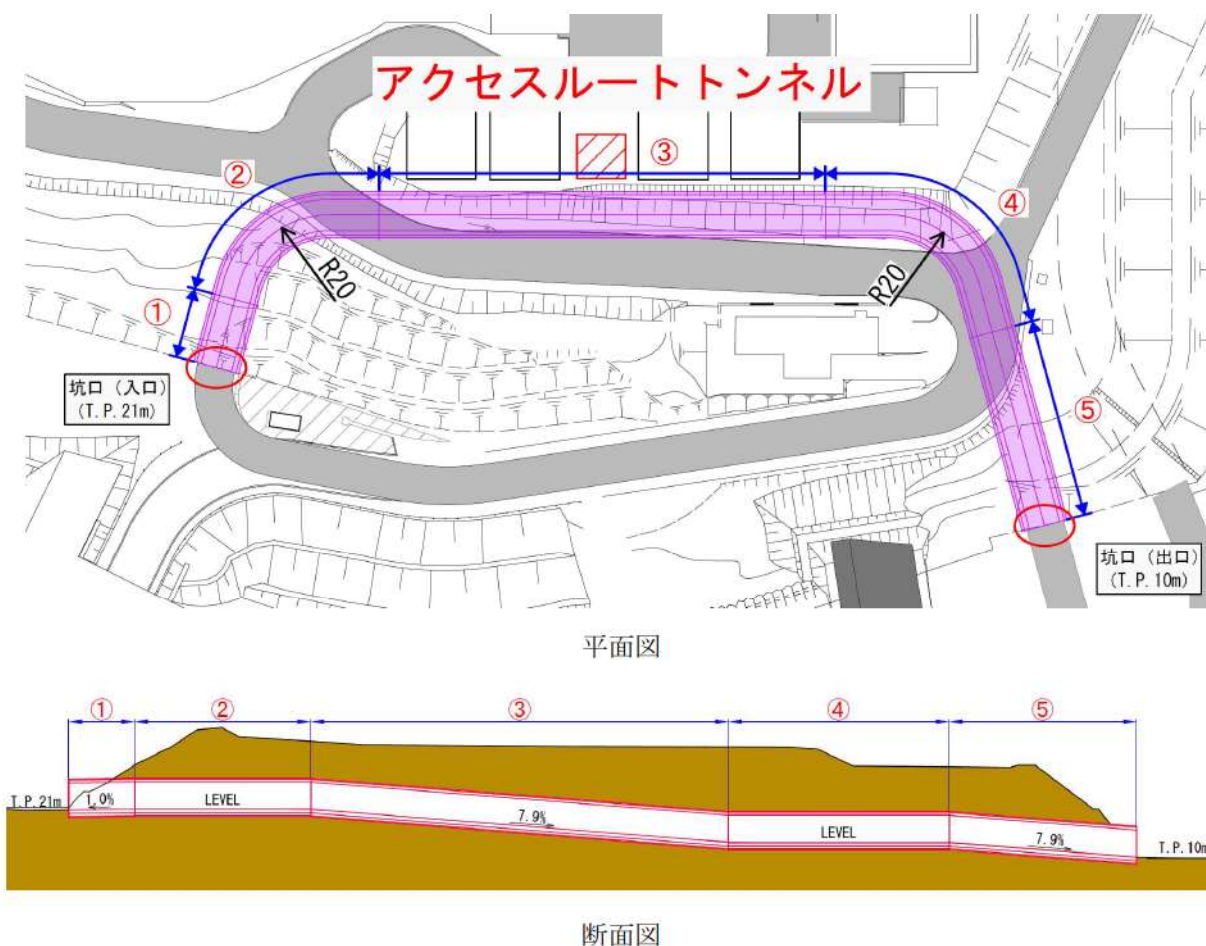 アクセスルートトンネル
②
③
④
R20
R20
①
坑口（入口）
(T.P.21m)
⑤
坑口（出口）
(T.P.10m)
平面図
① ② ③ ④ ⑤
T.P.21m 1.0% LEVEL 7.9% LEVEL 7.9% T.P.10m
断面図